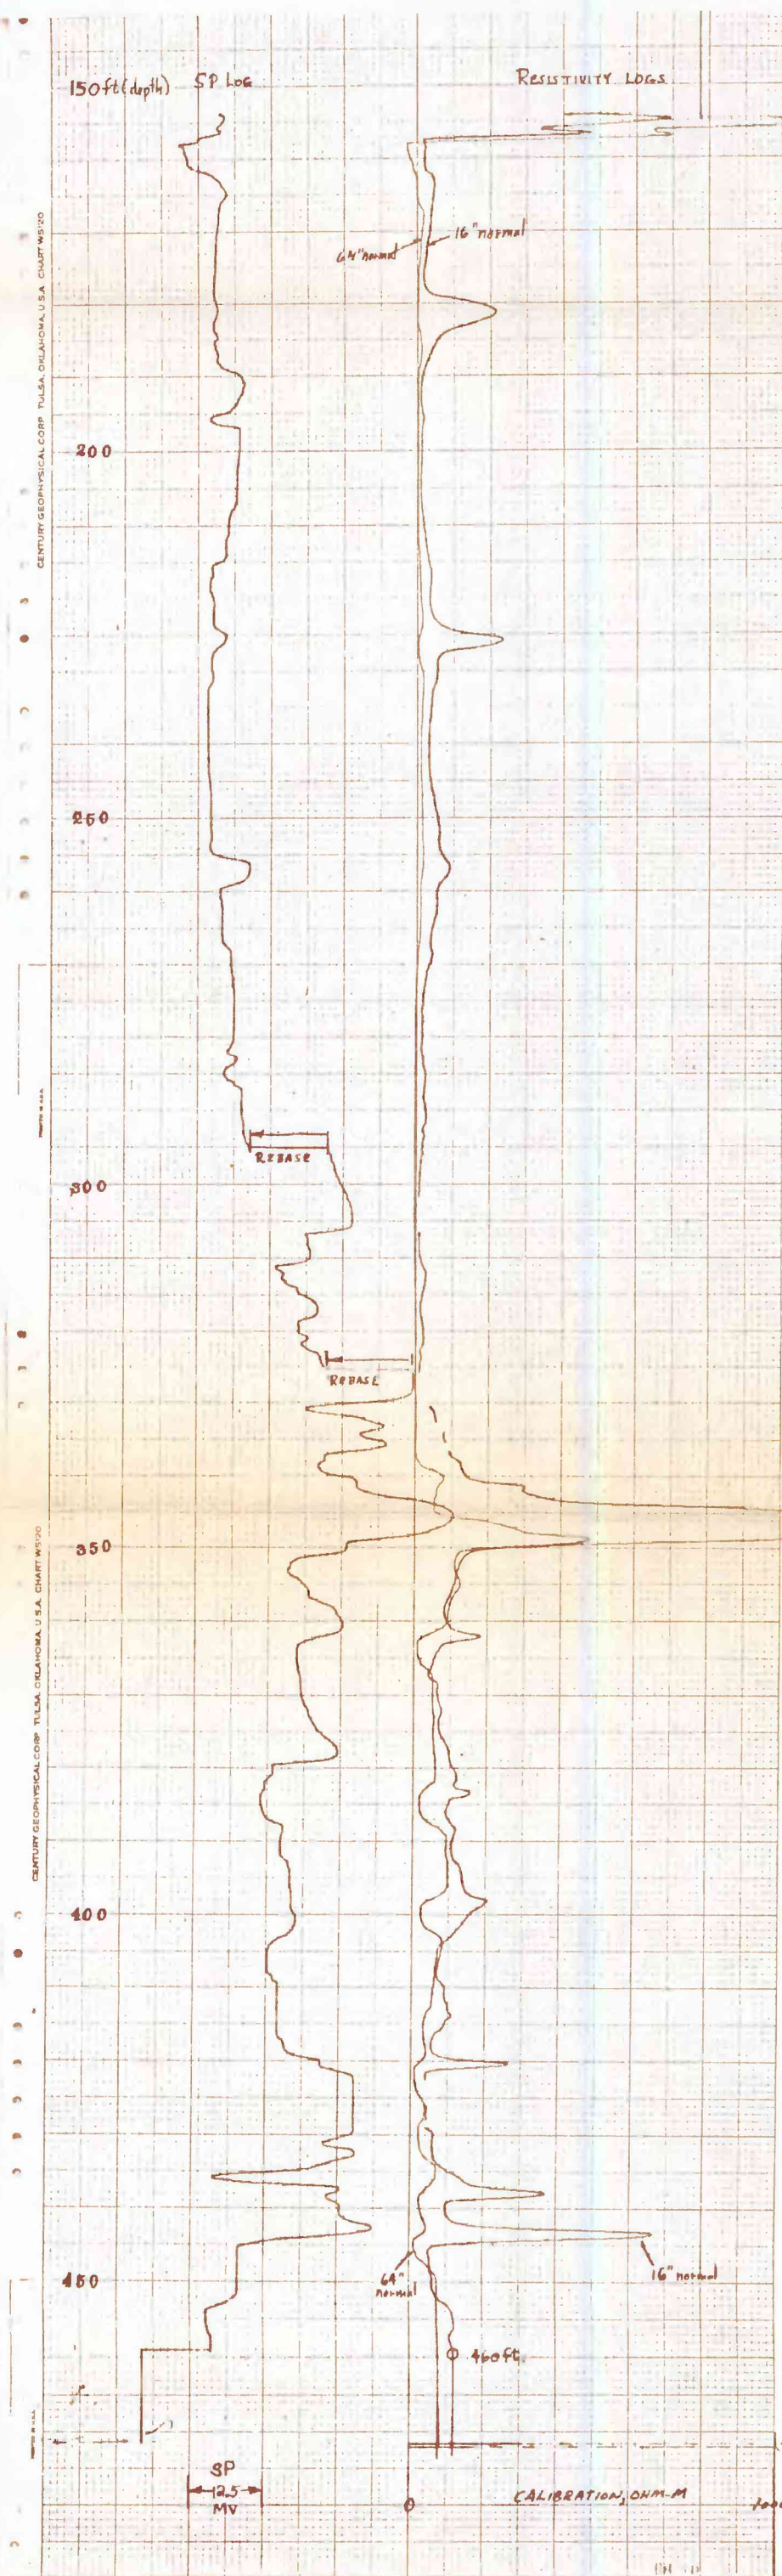 150 ft (depth) SP LOG
RESISTIVITY LOGS
CENTURY GEOPHYSICAL CORP TULSA, OKLAHOMA, U.S.A. CHART WS120
64" normal
16" normal
200
250
REBASE
300
REBASE
350
CENTURY GEOPHYSICAL CORP TULSA, OKLAHOMA, U.S.A. CHART WS120
400
450
64"
normal
16" normal
460 ft.
SP
12.5
MV
0
CALIBRATION, OHM-M